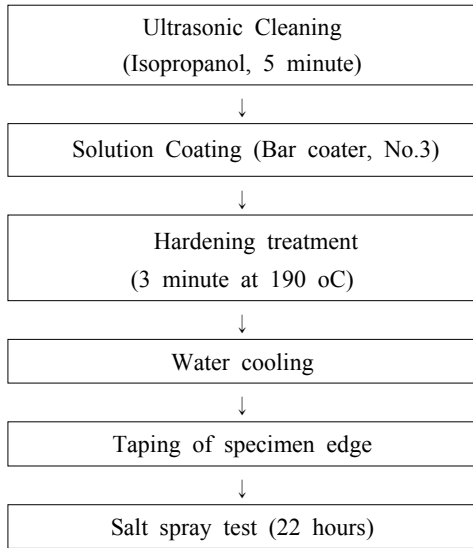 Ultrasonic Cleaning
(Isopropanol, 5 minute)
↓
Solution Coating (Bar coater, No.3)
↓
Hardening treatment
(3 minute at 190 oC)
↓
Water cooling
↓
Taping of specimen edge
↓
Salt spray test (22 hours)